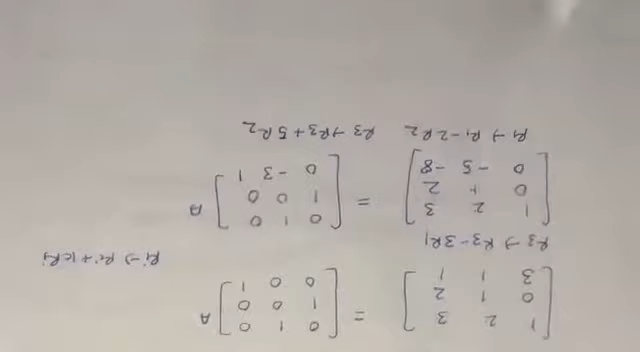 [1 2 3] = [0 1 0] A
[0 1 2] [1 0 0]
[3 1 1] [0 0 1]
Ri → Ri + kRj
R3 → R3 - 3R1
[1 2 3] = [0 1 0] A
[0 1 2] [1 0 0]
[0 -5 -8] [0 -3 1]
R1 → R1 - 2R2 R3 → R3 + 5R2